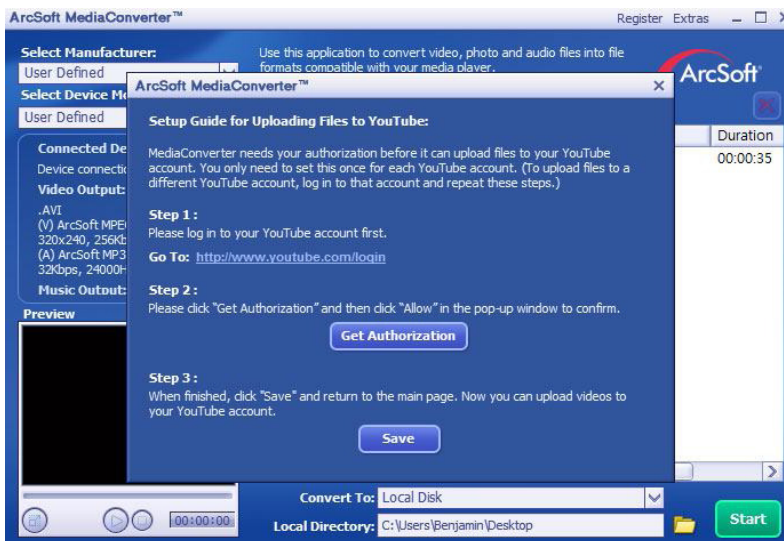 ArcSoft MediaConverter™
Register Extras
Select Manufacturer:
User Defined
Select Device
User Defined
Use this application to convert video, photo and audio files into file
formats compatible with your media player.
ArcSoft
Duration
00:00:35
Connected
Device
Video Output:
.AVI
(V) ArcSoft
320x240,
(A) ArcSoft MP3
32Kbps,
Music Output:
Preview
ArcSoft MediaConverter™
Setup Guide for Uploading Files to YouTube:
MediaConverter needs your authorization before it can upload files to your YouTube
account. You only need to set this once for each YouTube account. (To upload files to a
different YouTube account, log in to that account and repeat these steps.)
Step 1 :
Please log in to your YouTube account first.
Go To: http://www.youtube.com/login
Step 2 :
Please click "Get Authorization" and then click "Allow" in the pop-up window to confirm.
Get Authorization
Step 3 :
When finished, click "Save" and return to the main page. Now you can upload videos to
your YouTube account.
Save
00:00:00
Convert To: Local Disk
Local Directory: C:\Users\Benjamin\Desktop
Start